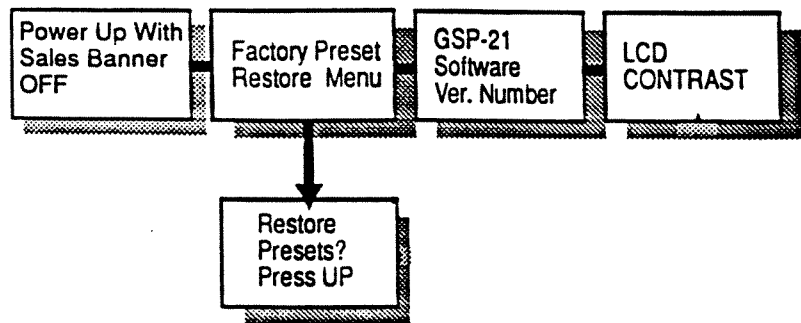 Power Up With
Sales Banner
OFF
Factory Preset
Restore Menu
GSP-21
Software
Ver. Number
LCD
CONTRAST
Restore
Presets?
Press UP